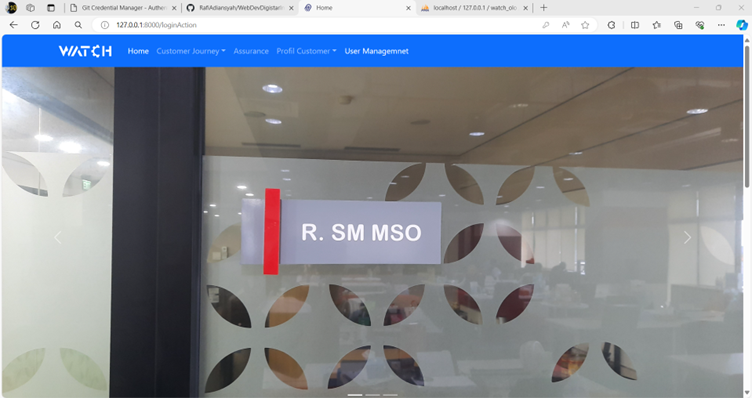 Git Credential Manager - Authen
RafiAdiansyah/WebDevDigistar
Home
localhost / 127.0.0.1 / watch_old
127.0.0.1:8000/loginAction
WATCH
Home
Customer Journey
Assurance
Profil Customer
User Managemnet
R. SM MSO